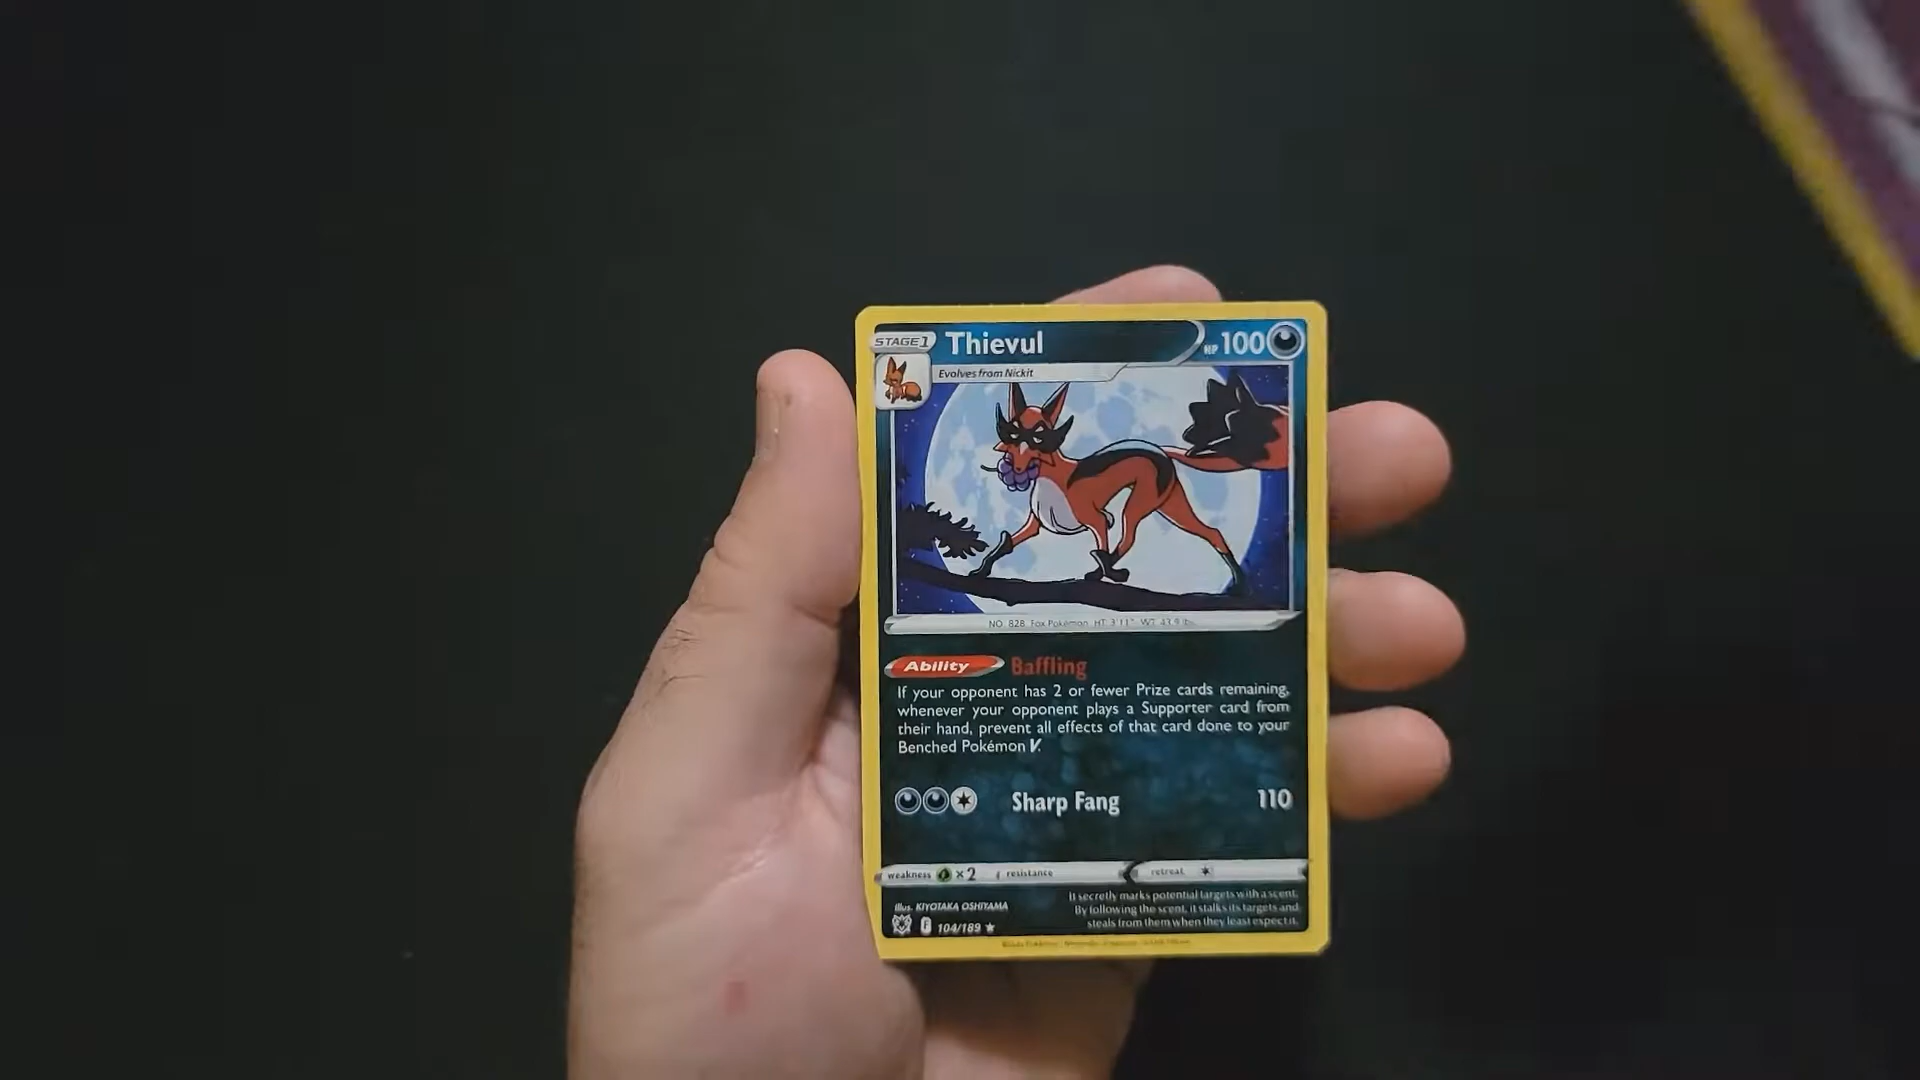 STAGE 1 Thievul HP 100
Evolves from Nickit
NO. 828 Fox Pokémon HT: 3'11" WT: 43.9 lbs.
Ability Baffling
If your opponent has 2 or fewer Prize cards remaining,
whenever your opponent plays a Supporter card from
their hand, prevent all effects of that card done to your
Benched Pokémon V.
Sharp Fang 110
weakness ×2 resistance retreat
It secretly marks potential targets with a scent.
By following the scent, it stalks its targets and
steals from them when they least expect it.
Illus. KIYOTAKA OSHIYAMA
F 104/189 ★